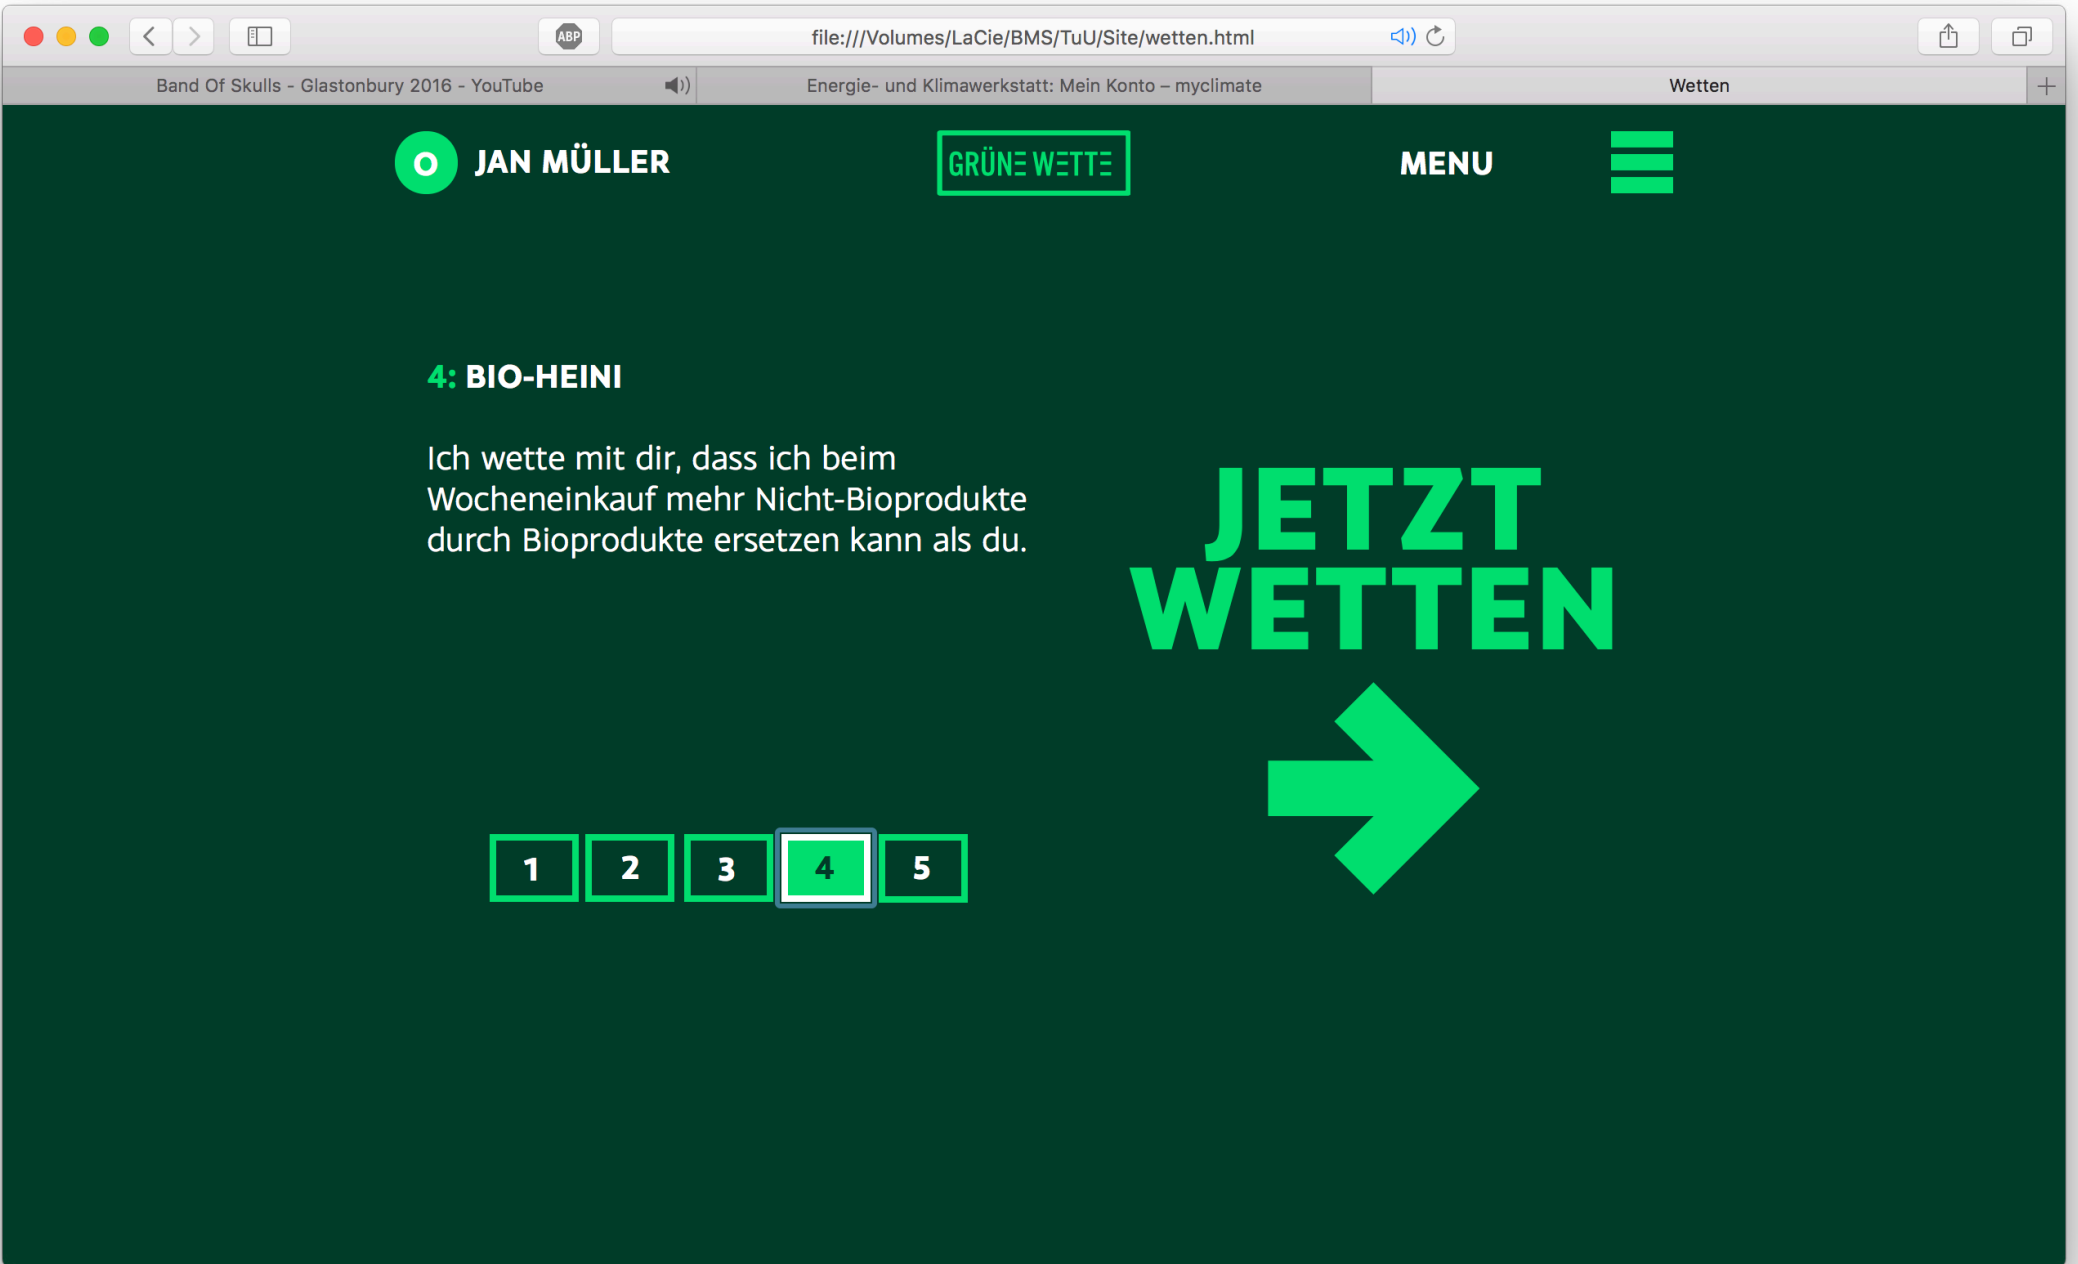 ABP
file:///Volumes/LaCie/BMS/TuU/Site/wetten.html
Band Of Skulls - Glastonbury 2016 - YouTube
Energie- und Klimawerkstatt: Mein Konto – myclimate
Wetten
O JAN MÜLLER
GRÜNE WETTE
MENU
4: BIO-HEINI
Ich wette mit dir, dass ich beim
Wocheneinkauf mehr Nicht-Bioprodukte
durch Bioprodukte ersetzen kann als du.
JETZT
WETTEN
1 2 3 4 5